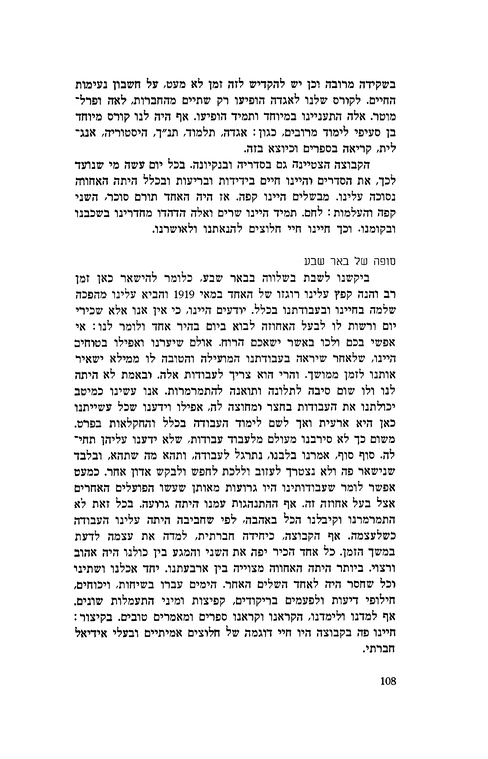 בשקידה מרובה וכן יש להקדיש לזה זמן לא מעט, על חשבון נעימות
החיים. לקורס שלנו לאגדה הופיעו רק שתיים מהחברות, לאה ופרל־
מוטר. אלה התעניינו במיוחד ותמיד הופיעו. אף היה לנו קורס מיוחד
בן סעיפי לימוד מרובים, כגון: אגדה, תלמוד, תנ״ך, היסטוריה, אנג־
לית, קריאה בספרים וכיוצא בזה.
הקבוצה הצטיינה גם בסדריה ובנקיונה. בכל יום עשה מי שנועד
לכך, את הסדרים והיינו חיים בידידות ובריעות ובכלל היתה האחווה
נסוכה עלינו. מבשלים היינו קפה. אז היה האחד תורם סוכר, השני
קפה והעלמות: לחם. תמיד היינו שרים ואלה הדהדו מחדרינו בשכבנו
ובקומנו. וכך חיינו חיי חלוצים להנאתנו ולאושרנו.
סופה של באר שבע
ביקשנו לשבת בשלווה בבאר שבע, כלומר להישאר כאן זמן
רב והנה קפץ עלינו רוגזו של האחד במאי 1919 והביא עלינו מהפכה
שלמה בחיינו ובעבודתנו בכלל. יודעים היינו, כי אין אנו אלא שכירי
יום ורשות לו לבעל האחוזה לבוא ביום בהיר אחד ולומר לנו: אי
אפשי בכם ולכו באשר ישאכם הרוח. אולם שיערנו ואפילו בטוחים
היינו, שלאחר שיראה בעבודתנו המועילה והטובה לו ממילא ישאיר
אותנו לזמן ממושך. והרי הוא צריך לעבודות אלה. ובאמת לא היתה
לנו ולו שום סיבה לתלונה ותואנה להתמרמרות. אנו עשינו כמיטב
יכולתנו את העבודות בחצר ומחוצה לה, אפילו וידענו שכל עשייתנו
כאן היא ארעית ואך לשם לימוד העבודה בכלל והחקלאות בפרט.
משום כך לא סירבנו מעולם מלעבוד עבודות, שלא ידענו עליהן תחי־
לה. סוף סוף, אמרנו בלבנו, נתרגל לעבודה, ותהא מה שתהא, ובלבד
שנישאר פה ולא נצטרך לעזוב וללכת לחפש ולבקש אדון אחר. כמעט
אפשר לומר שעבודותינו היו גרועות מאותן שעשו הפועלים האחרים
אצל בעל אחוזה זה. אף ההתנהגות עמנו היתה גרועה. בכל זאת לא
התמרמרנו וקיבלנו הכל באהבה, לפי שחביבה היתה עלינו העבודה
כשלעצמה. אף הקבוצה, כיחידה חברתית, למדה את עצמה לדעת
במשך הזמן. כל אחד הכיר יפה את השני והמגע בין כולנו היה אהוב
ורצוי. ביותר היתה האחווה מצוייה בין ארבעתנו. יחד אכלנו ושתינו
וכל שחסר היה לאחד השלים האחר. הימים עברו בשיחות, ויכוחים,
חילופי דיעות ולפעמים בריקודים, קפיצות ומיני התעמלות שונים.
אף למדנו ולימדנו, הקראנו וקראנו ספרים ומאמרים טובים. בקיצור:
חיינו פה בקבוצה היו חיי דוגמה של חלוצים אמיתיים ובעלי אידיאל
חברתי.
108